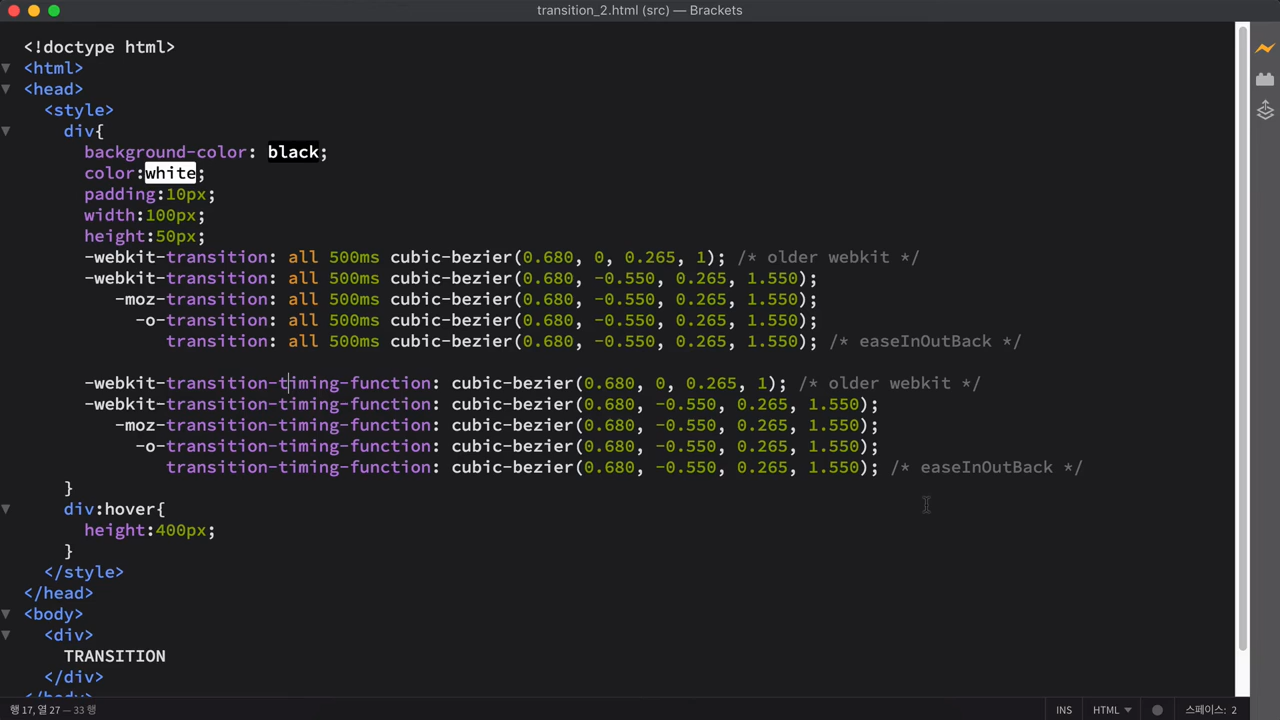 transition_2.html (src) — Brackets
<!doctype html>
<html>
<head>
<style>
div{
background-color: black;
color:white;
padding:10px;
width:100px;
height:50px;
-webkit-transition: all 500ms cubic-bezier(0.680, 0, 0.265, 1); /* older webkit */
-webkit-transition: all 500ms cubic-bezier(0.680, -0.550, 0.265, 1.550);
-moz-transition: all 500ms cubic-bezier(0.680, -0.550, 0.265, 1.550);
-o-transition: all 500ms cubic-bezier(0.680, -0.550, 0.265, 1.550);
transition: all 500ms cubic-bezier(0.680, -0.550, 0.265, 1.550); /* easeInOutBack */
-webkit-transition-timing-function: cubic-bezier(0.680, 0, 0.265, 1); /* older webkit */
-webkit-transition-timing-function: cubic-bezier(0.680, -0.550, 0.265, 1.550);
-moz-transition-timing-function: cubic-bezier(0.680, -0.550, 0.265, 1.550);
-o-transition-timing-function: cubic-bezier(0.680, -0.550, 0.265, 1.550);
transition-timing-function: cubic-bezier(0.680, -0.550, 0.265, 1.550); /* easeInOutBack */
}
div:hover{
height:400px;
}
</style>
</head>
<body>
<div>
TRANSITION
</div>
</body>
행 17, 열 27 — 33 행
INS
HTML
스페이스: 2